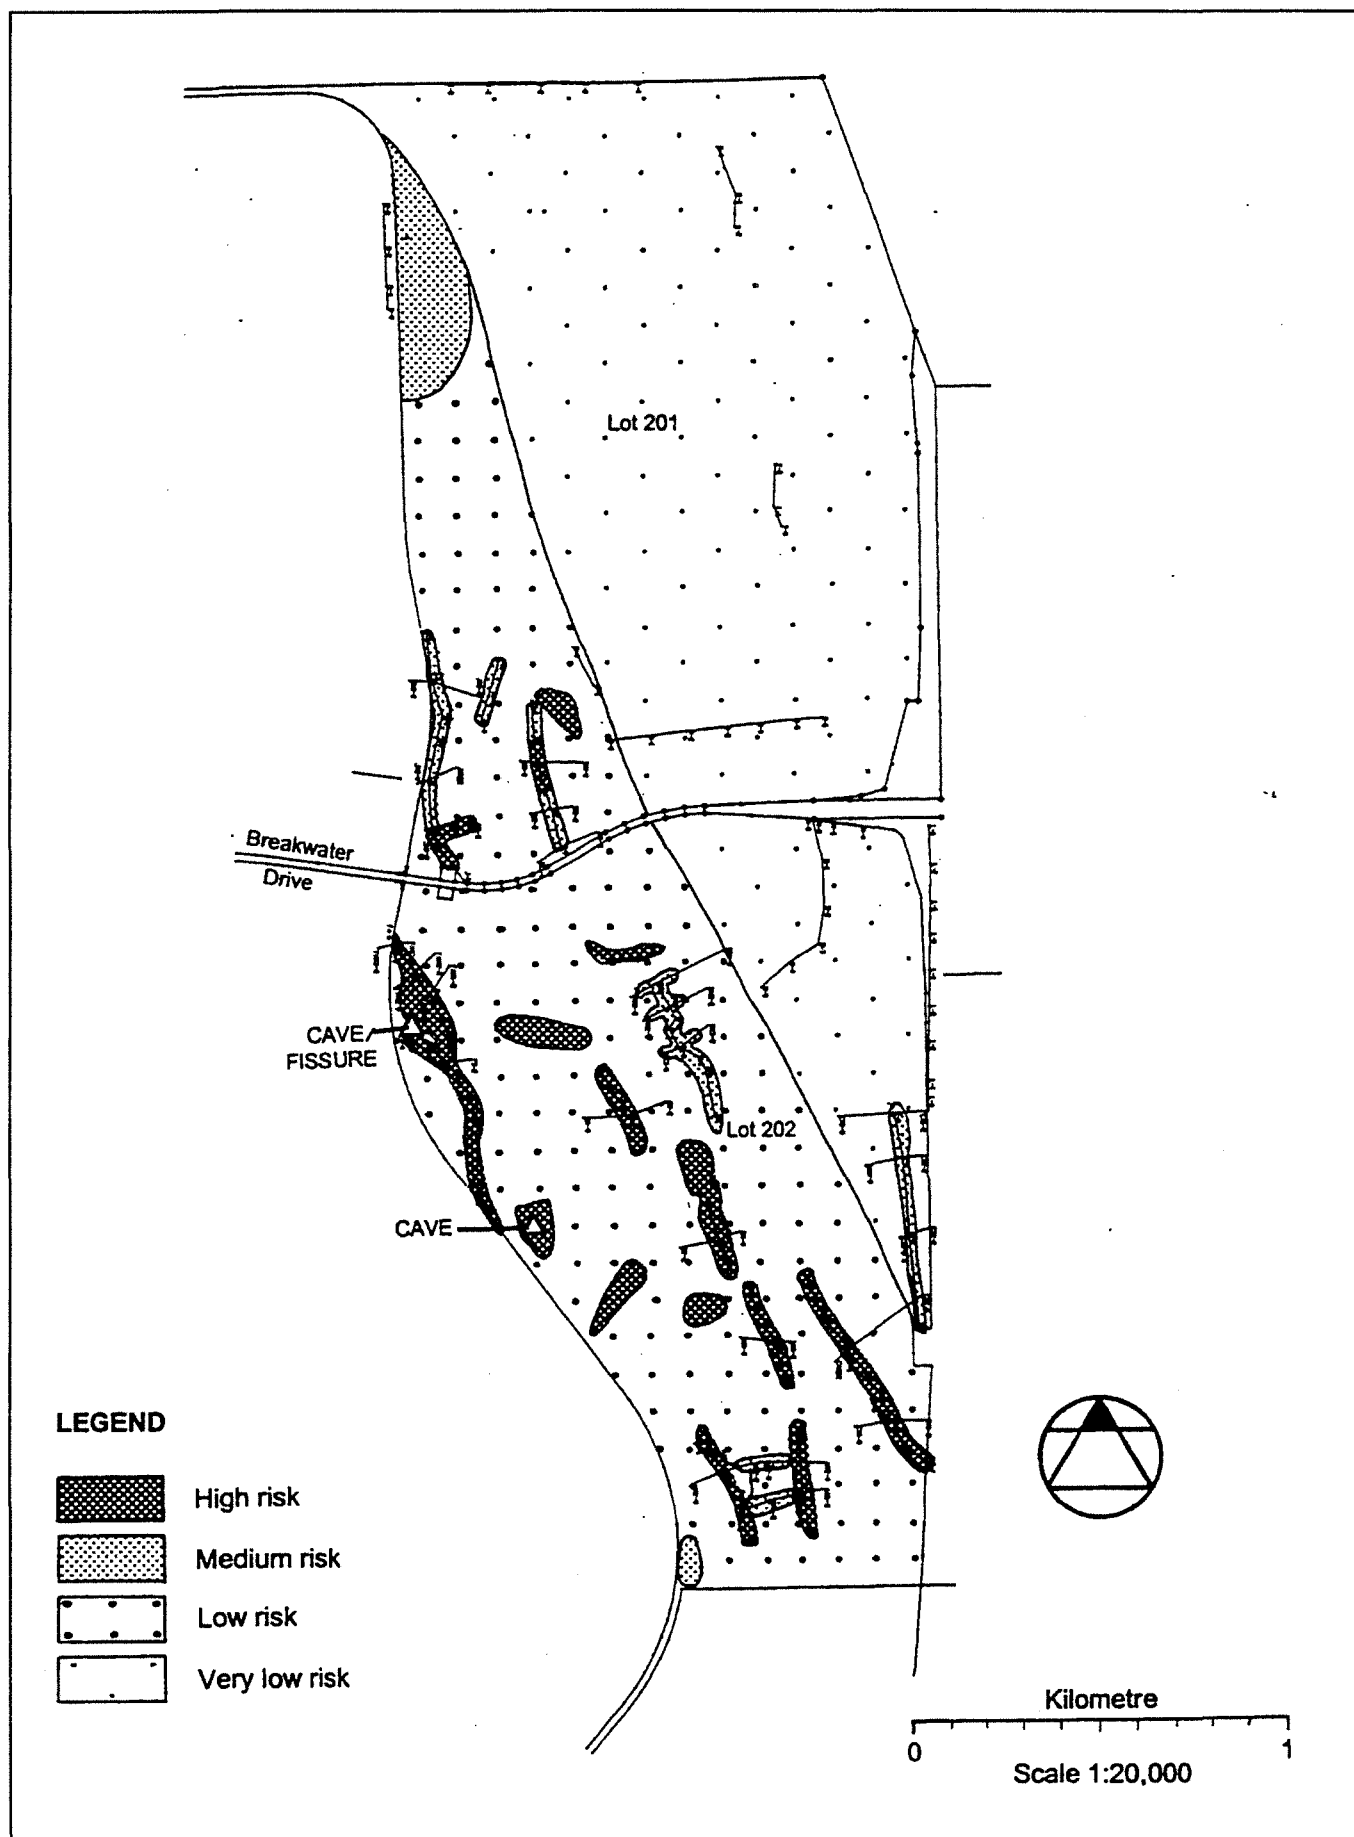 Lot 201
Breakwater
Drive
CAVE/
FISSURE
Lot 202
CAVE
LEGEND
High risk
Medium risk
Low risk
Very low risk
Kilometre
0 1
Scale 1:20,000